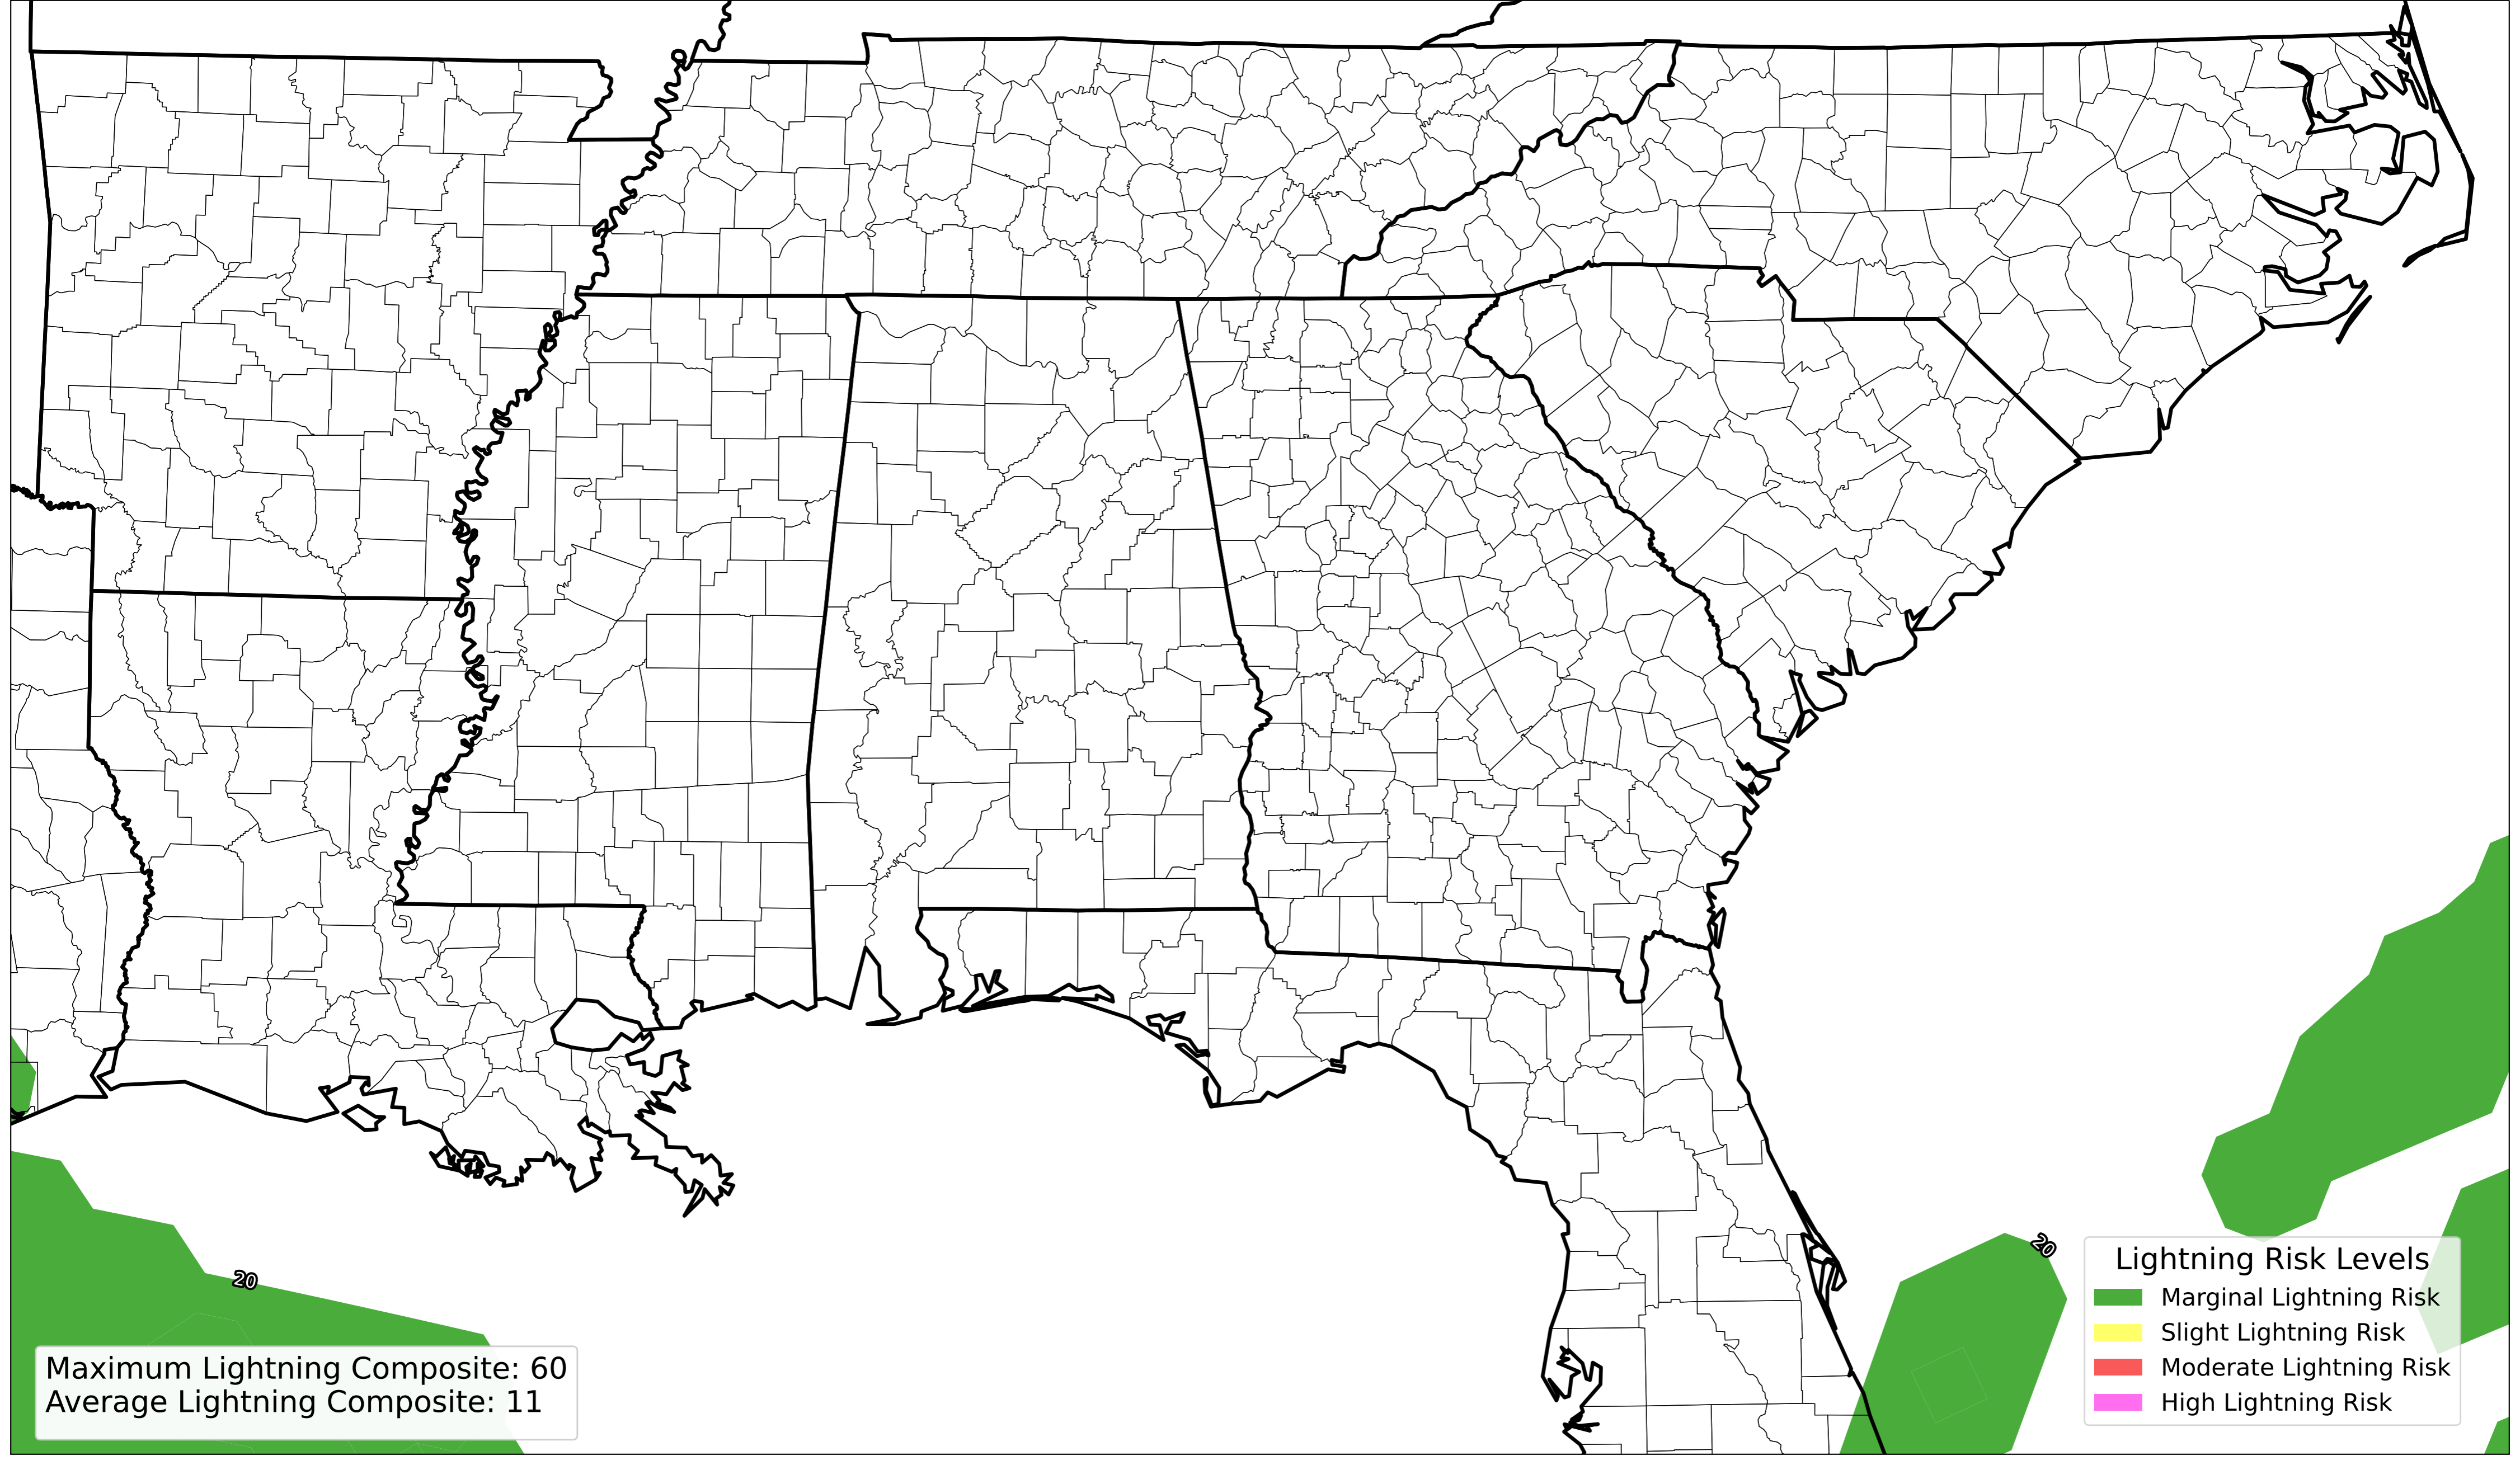 20
20
Lightning Risk Levels
Marginal Lightning Risk
Slight Lightning Risk
Moderate Lightning Risk
High Lightning Risk
Maximum Lightning Composite: 60
Average Lightning Composite: 11